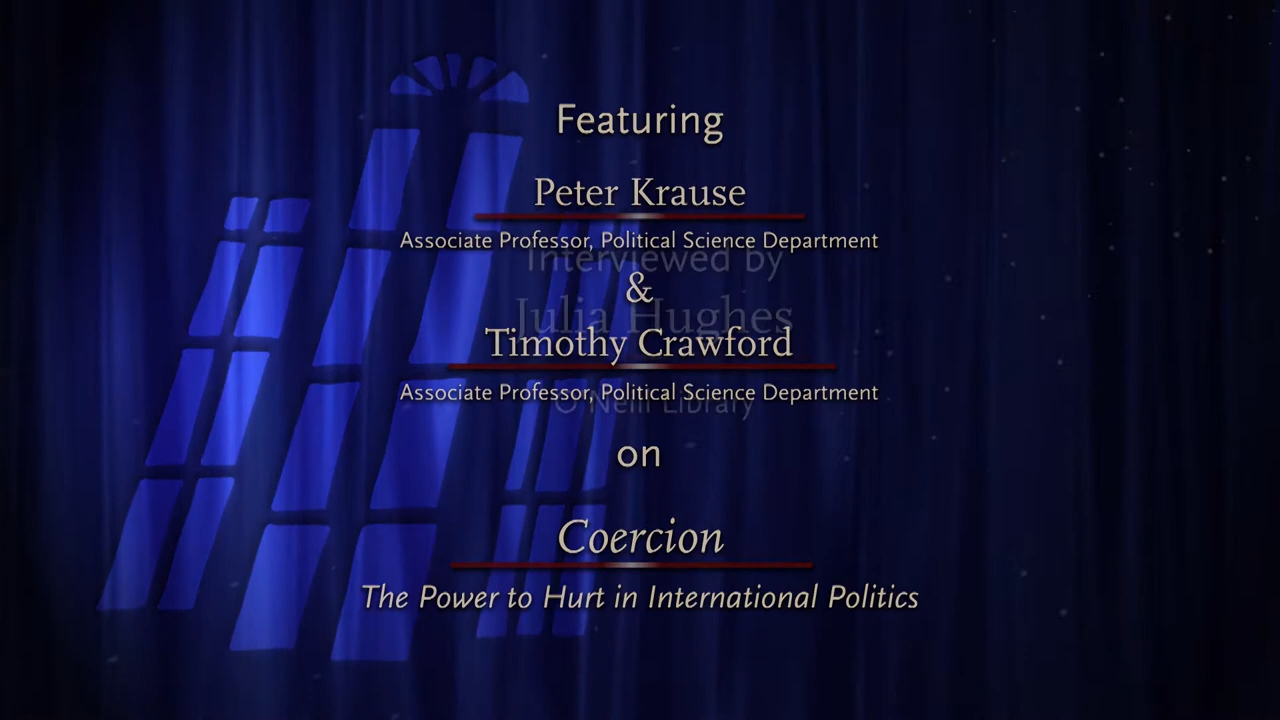 Featuring
Peter Krause
Associate Professor, Political Science Department
Interviewed by
&
Julia Hughes
Timothy Crawford
Associate Professor, Political Science Department
O'Neill Library
on
Coercion
The Power to Hurt in International Politics